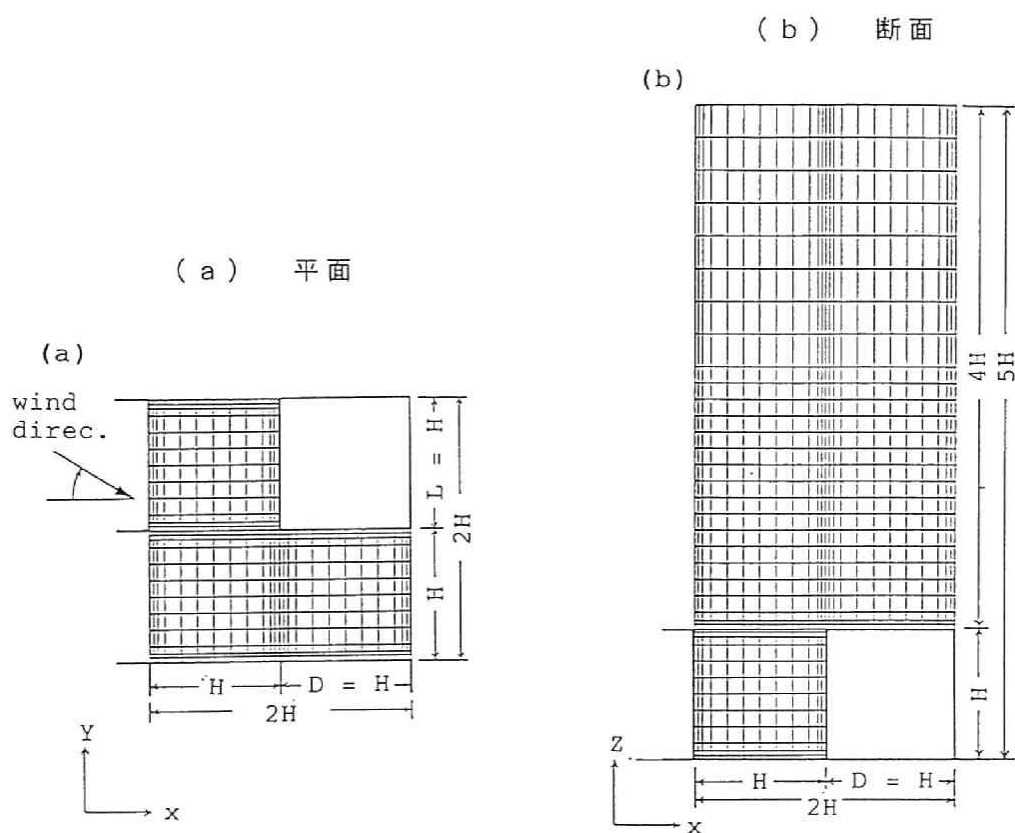 ( b ) 断面
(b)
4H
5H
H
H
D = H
2H
Z
x
( a ) 平面
(a)
wind
direc.
L = H
H
2H
H
D = H
2H
Y
x